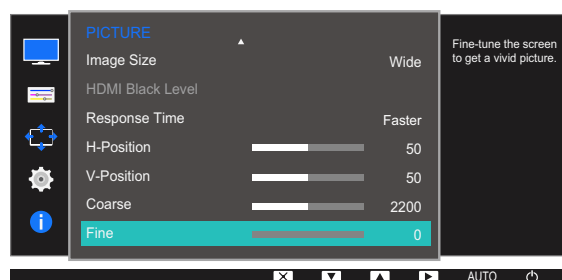 PICTURE
Image Size Wide
HDMI Black Level
Response Time Faster
H-Position 50
V-Position 50
Coarse 2200
Fine 0
Fine-tune the screen
to get a vivid picture.
AUTO